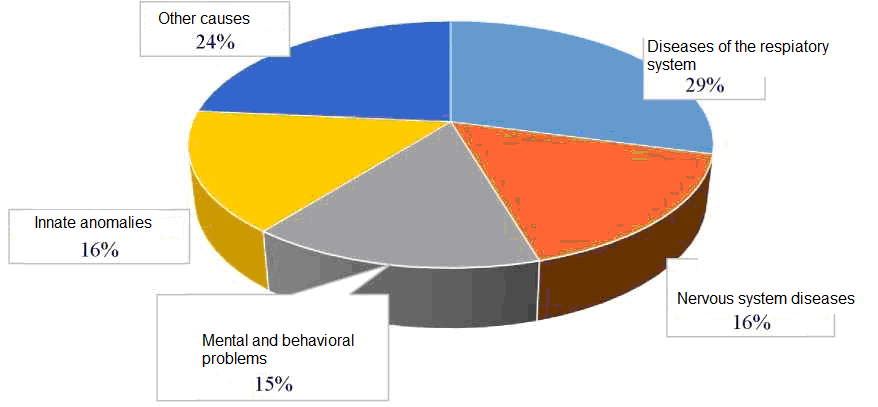 Other causes
24%
Diseases of the respiatory
system
29%
Innate anomalies
16%
Nervous system diseases
16%
Mental and behavioral
problems
15%